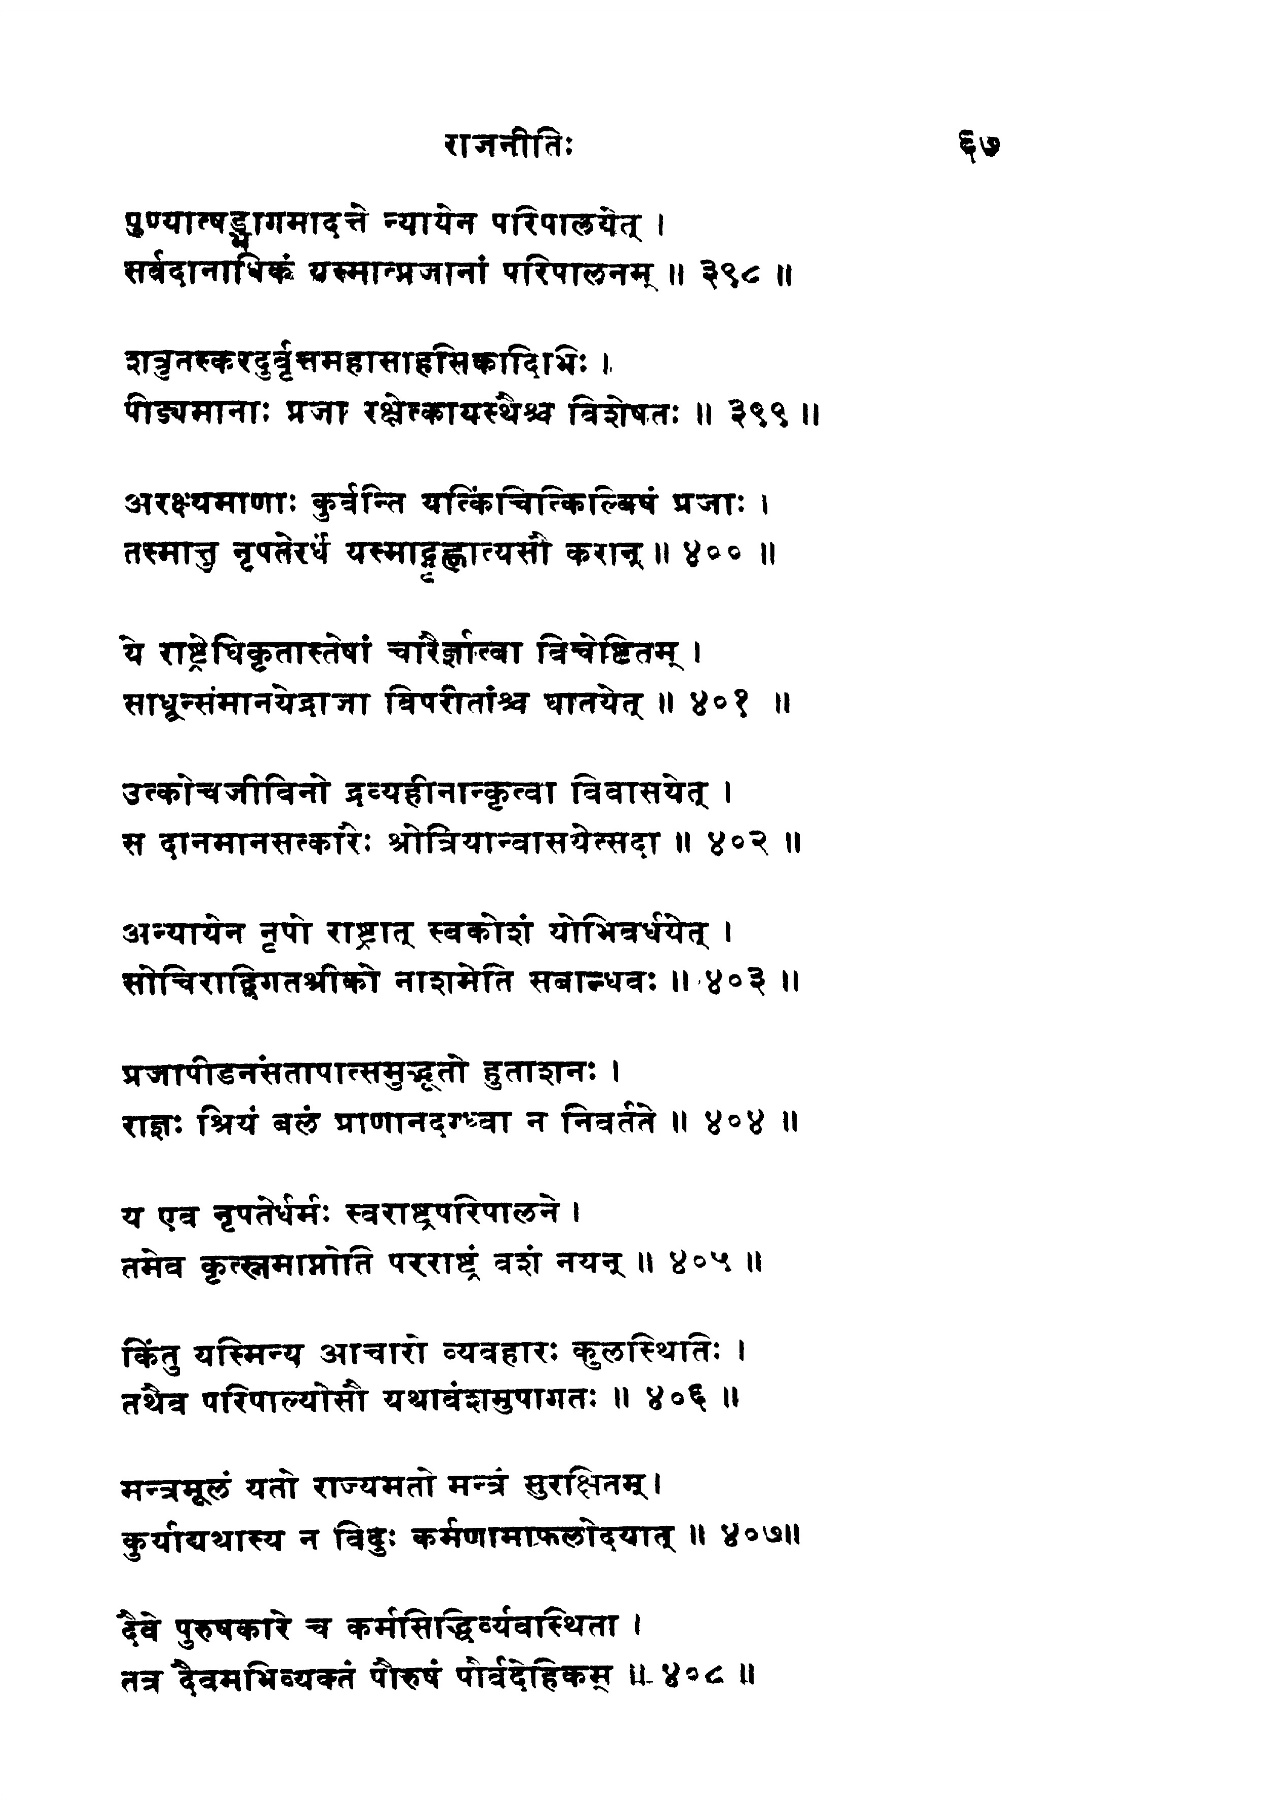 राजनीतिः ६७
पुण्यात्षड्भागमादत्ते न्यायेन परिपालयेत् ।
सर्वदानाधिकं यस्मात्प्रजानां परिपालनम् ॥ ३९८ ॥
शत्रुतस्करदुर्वृत्तमहासाहसिकादिभिः ।
पीड्यमानाः प्रजा रक्षेत्कायस्थैश्च विशेषतः ॥ ३९९ ॥
अरक्ष्यमाणाः कुर्वन्ति यत्किंचित्किल्बिषं प्रजाः ।
तस्मात्तु नृपतेरर्धं यस्माद्गृह्णात्यसौ करान् ॥ ४०० ॥
ये राष्ट्रेधिकृतास्तेषां चारैर्ज्ञात्वा विचेष्टितम् ।
साधून्संमानयेद्राजा विपरीतांश्च घातयेत् ॥ ४०१ ॥
उत्कोचजीविनो द्रव्यहीनान्कृत्वा विवासयेत् ।
स दानमानसत्कारैः श्रोत्रियान्वासयेत्सदा ॥ ४०२ ॥
अन्यायेन नृपो राष्ट्रात् स्वकोशं योभिवर्धयेत् ।
सोचिराद्विगतश्रीको नाशमेति सबान्धवः ॥ ४०३ ॥
प्रजापीडनसंतापात्समुद्भूतो हुताशनः ।
राज्ञः श्रियं बलं प्राणानदग्ध्वा न निवर्तते ॥ ४०४ ॥
य एव नृपतेर्धर्मः स्वराष्ट्रपरिपालने ।
तमेव कृत्स्नमाप्नोति परराष्ट्रं वशं नयन् ॥ ४०५ ॥
किंतु यस्मिन्य आचारो व्यवहारः कुलस्थितिः ।
तथैव परिपाल्योसौ यथावंशमुपागतः ॥ ४०६ ॥
मन्त्रमूलं यतो राज्यमतो मन्त्रं सुरक्षितम् ।
कुर्याद्यथास्य न विदुः कर्मणामाफलोदयात् ॥ ४०७॥
दैवे पुरुषकारे च कर्मसिद्धिर्व्यवस्थिता ।
तत्र दैवमभिव्यक्तं पौरुषं पोर्वदेहिकम् ॥ ४०८ ॥